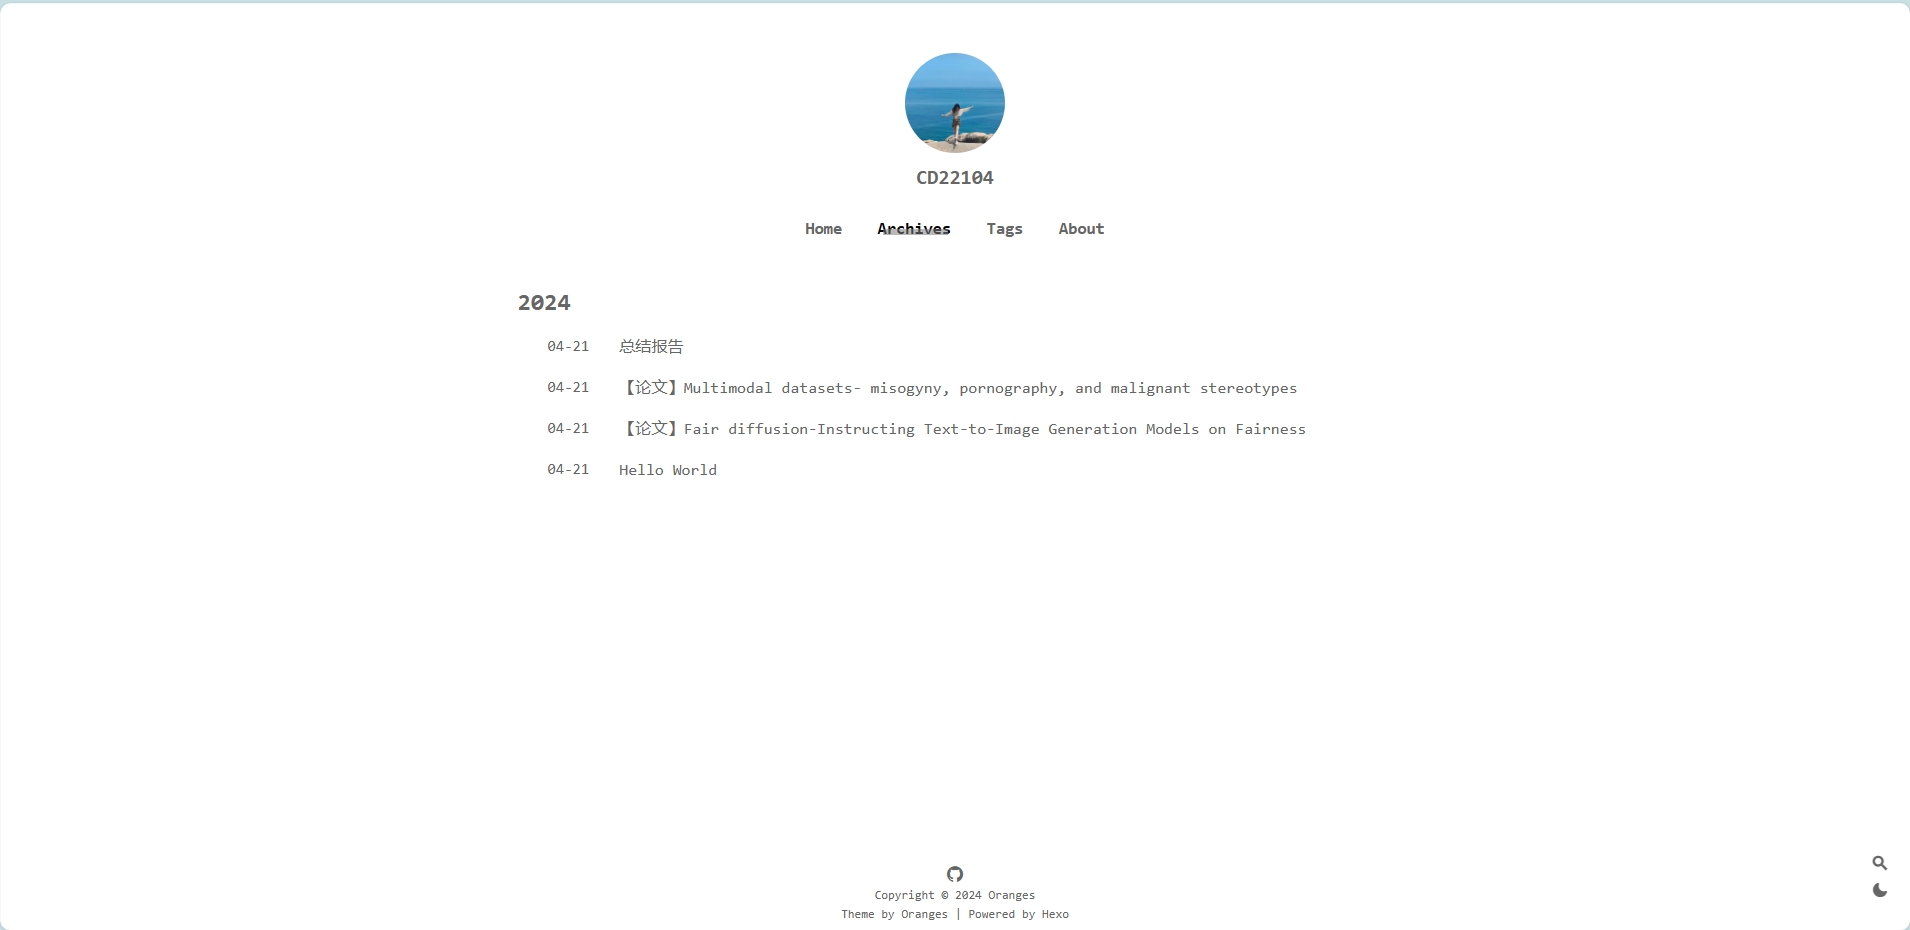 CD22104
Home Archives Tags About
2024
04-21 总结报告
04-21 【论文】Multimodal datasets- misogyny, pornography, and malignant stereotypes
04-21 【论文】Fair diffusion-Instructing Text-to-Image Generation Models on Fairness
04-21 Hello World
Copyright © 2024 Oranges
Theme by Oranges | Powered by Hexo